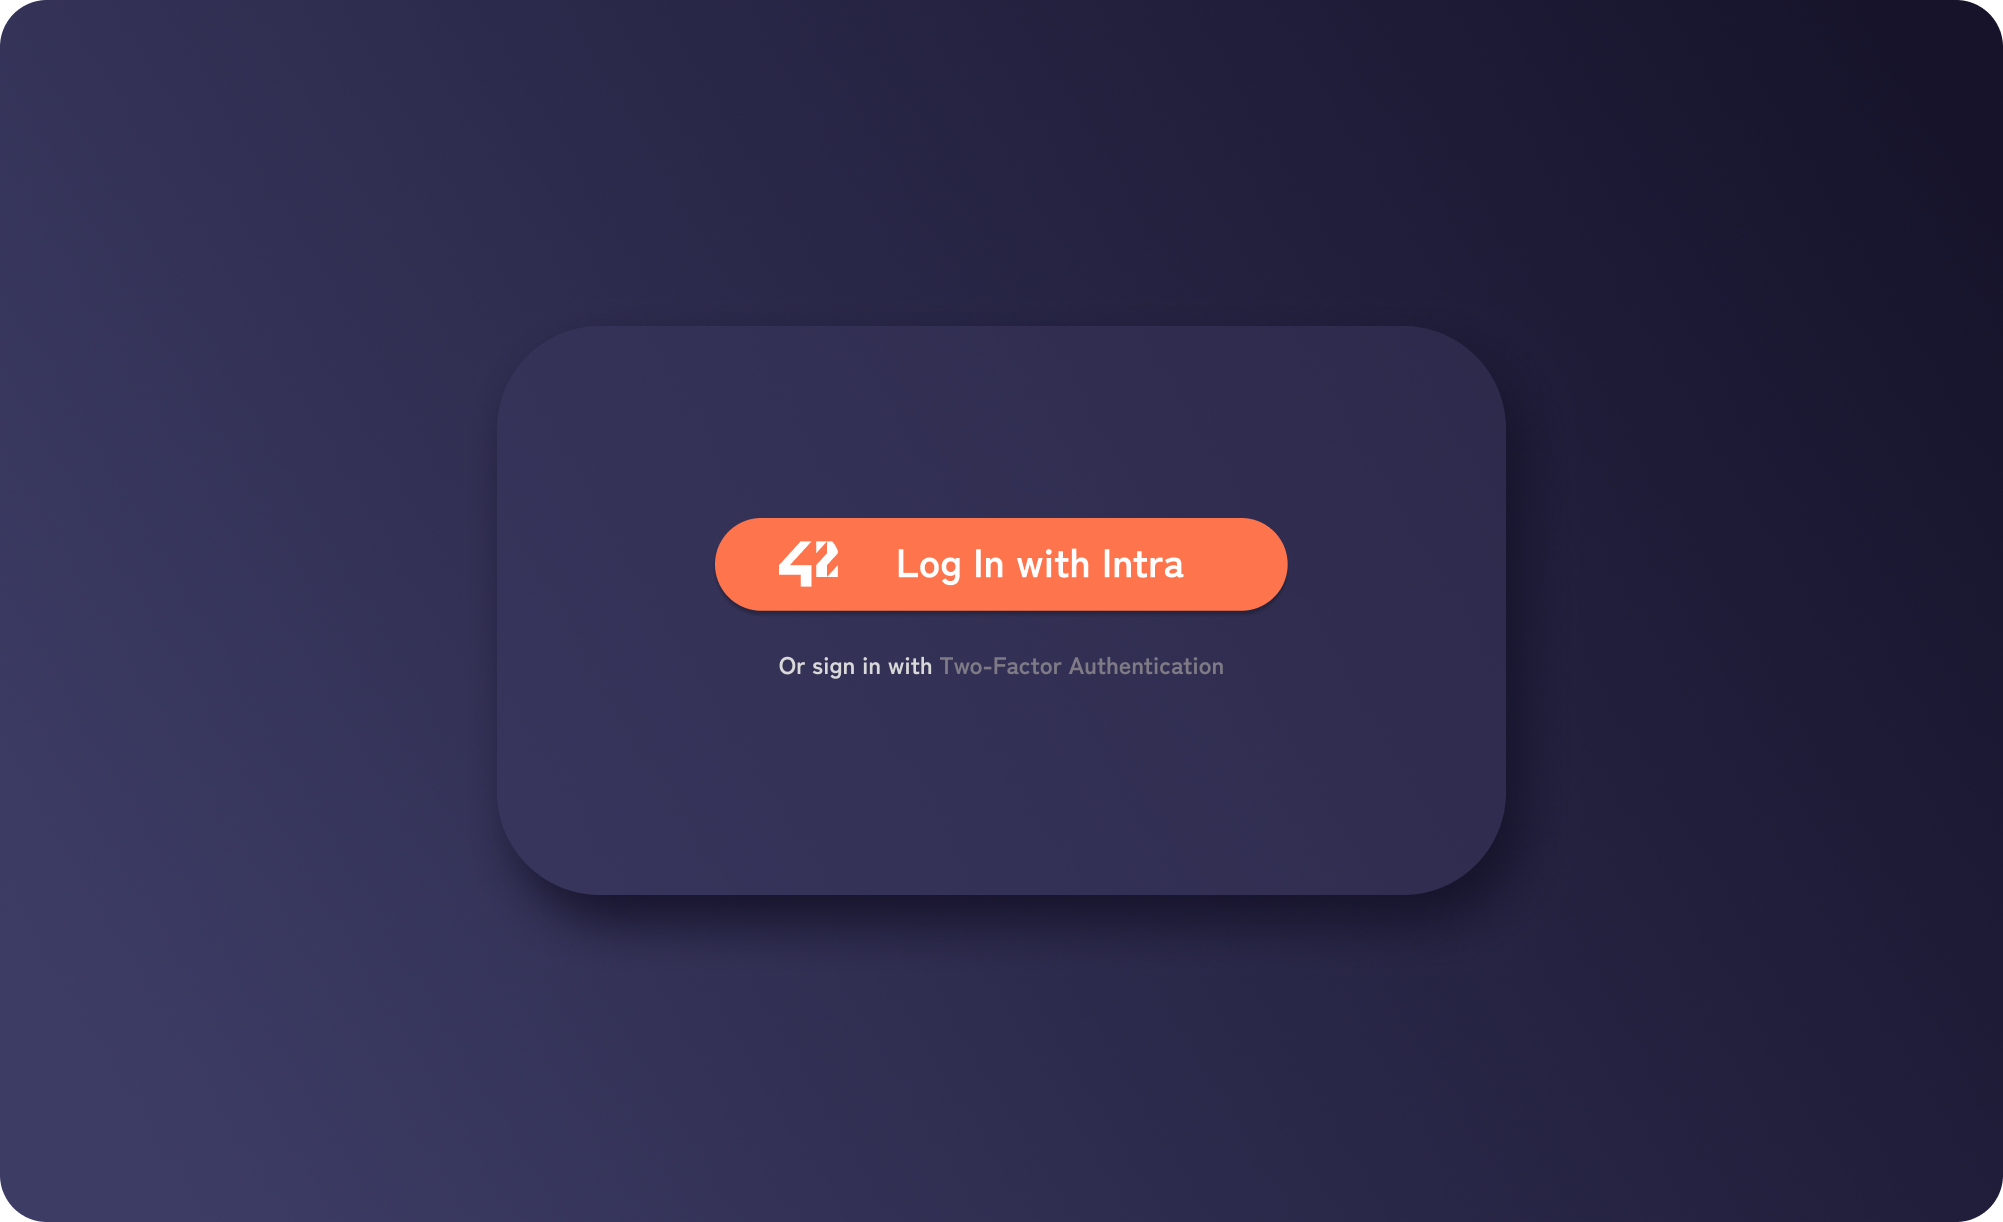 42 Log In with Intra
Or sign in with Two-Factor Authentication